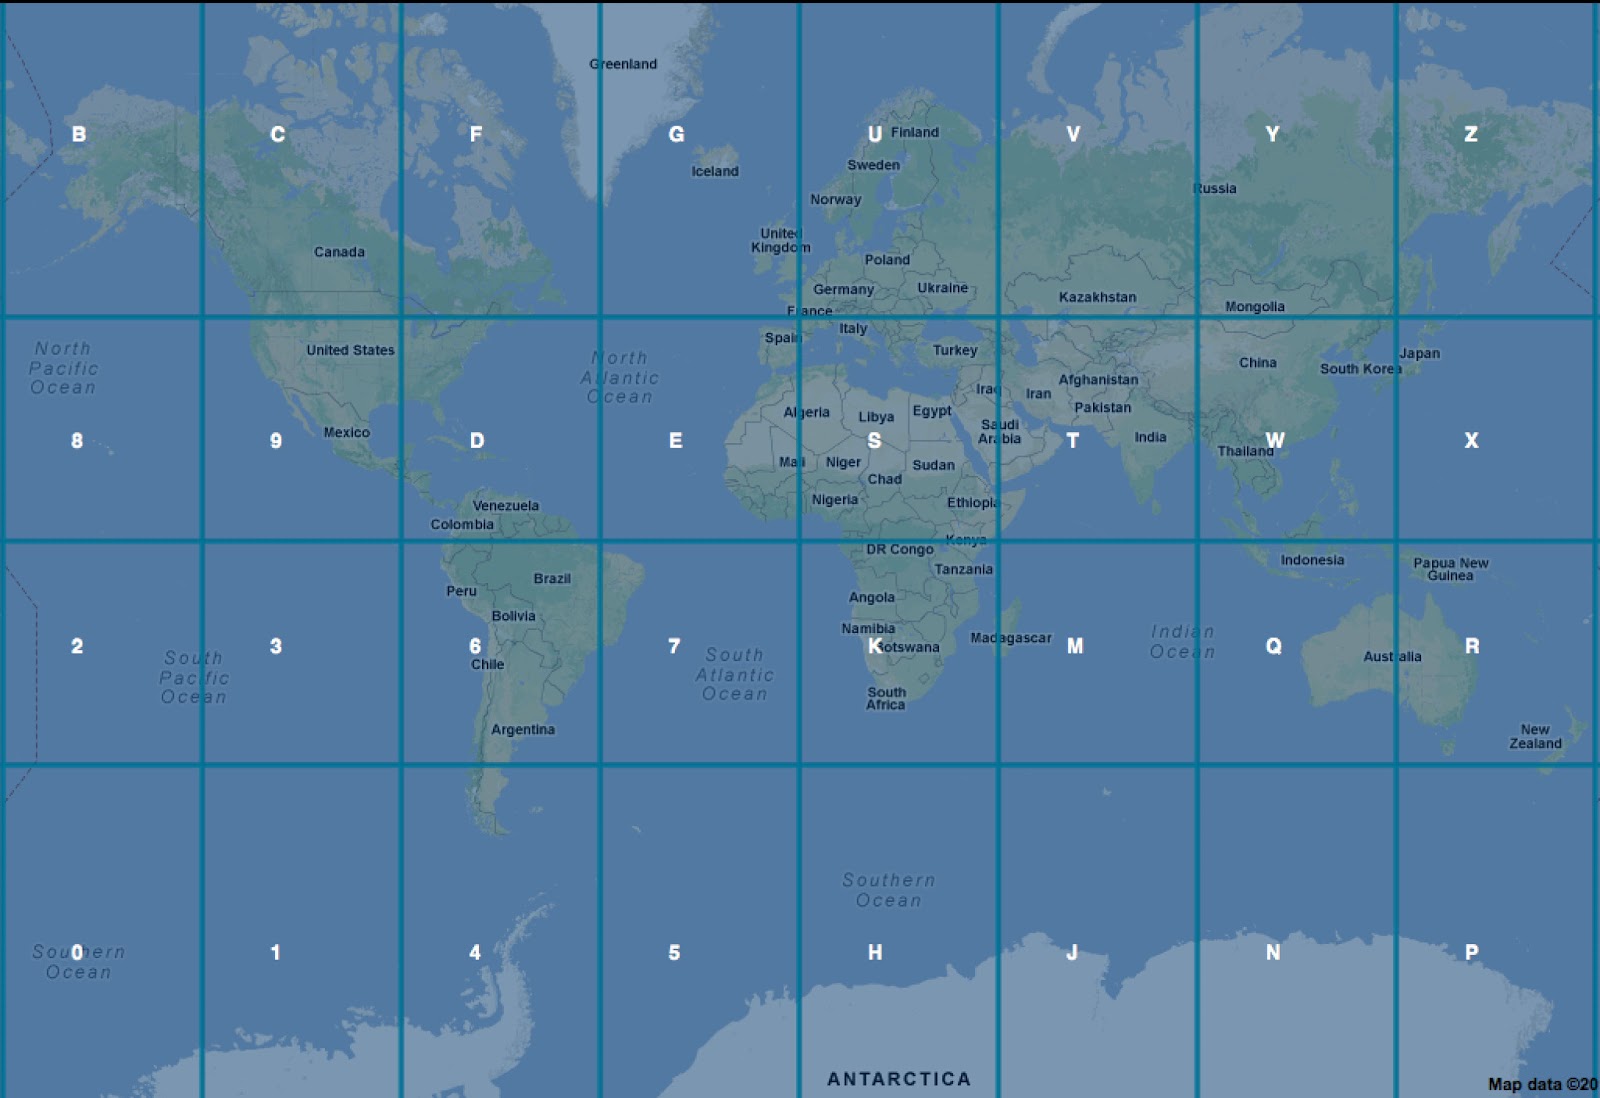 Greenland
B C F G U Finland V Y Z
Sweden
Iceland
Russia
Norway
United
Kingdom
Canada
Poland
Germany
Ukraine
Kazakhstan
Mongolia
France
Italy
Spain
North
Pacific
Ocean
United States
North
Atlantic
Ocean
Turkey
China
South Korea
Japan
Iraq
Iran
Afghanistan
Pakistan
Algeria
Libya
Egypt
Saudi
Arabia
India
Mexico
8 9 D E S T W X
Thailand
Mali
Niger
Sudan
Chad
Nigeria
Ethiopia
Venezuela
Colombia
Kenya
DR Congo
Tanzania
Indonesia
Papua New
Guinea
Brazil
Peru
Angola
Bolivia
Namibia
Botswana
Madagascar
Indian
Ocean
2 3 6 7 K M Q R
South
Pacific
Ocean
Chile
South
Atlantic
Ocean
Australia
South
Africa
Argentina
New
Zealand
Southern
Ocean
Southern
Ocean
0 1 4 5 H J N P
ANTARCTICA
Map data ©20